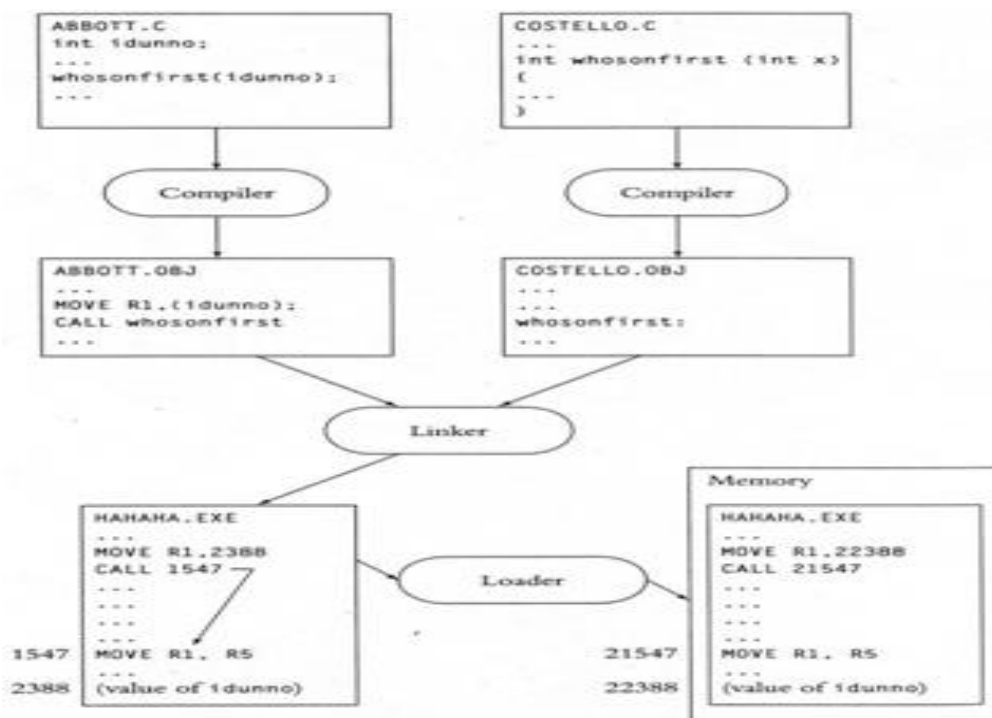 ABBOTT.C
int idunno;
---
whosonfirst(idunno);
---
COSTELLO.C
---
int whosonfirst (int x)
{
---
}
Compiler
Compiler
ABBOTT.OBJ
---
MOVE R1,(idunno);
CALL whosonfirst
---
COSTELLO.OBJ
---
---
whosonfirst:
---
Linker
HAHAHA.EXE
---
MOVE R1,2388
CALL 1547
---
---
---
---
1547 MOVE R1, R5
---
2388 (value of idunno)
Loader
Memory
HAHAHA.EXE
---
MOVE R1,22388
CALL 21547
---
---
---
---
21547 MOVE R1, R5
---
22388 (value of idunno)